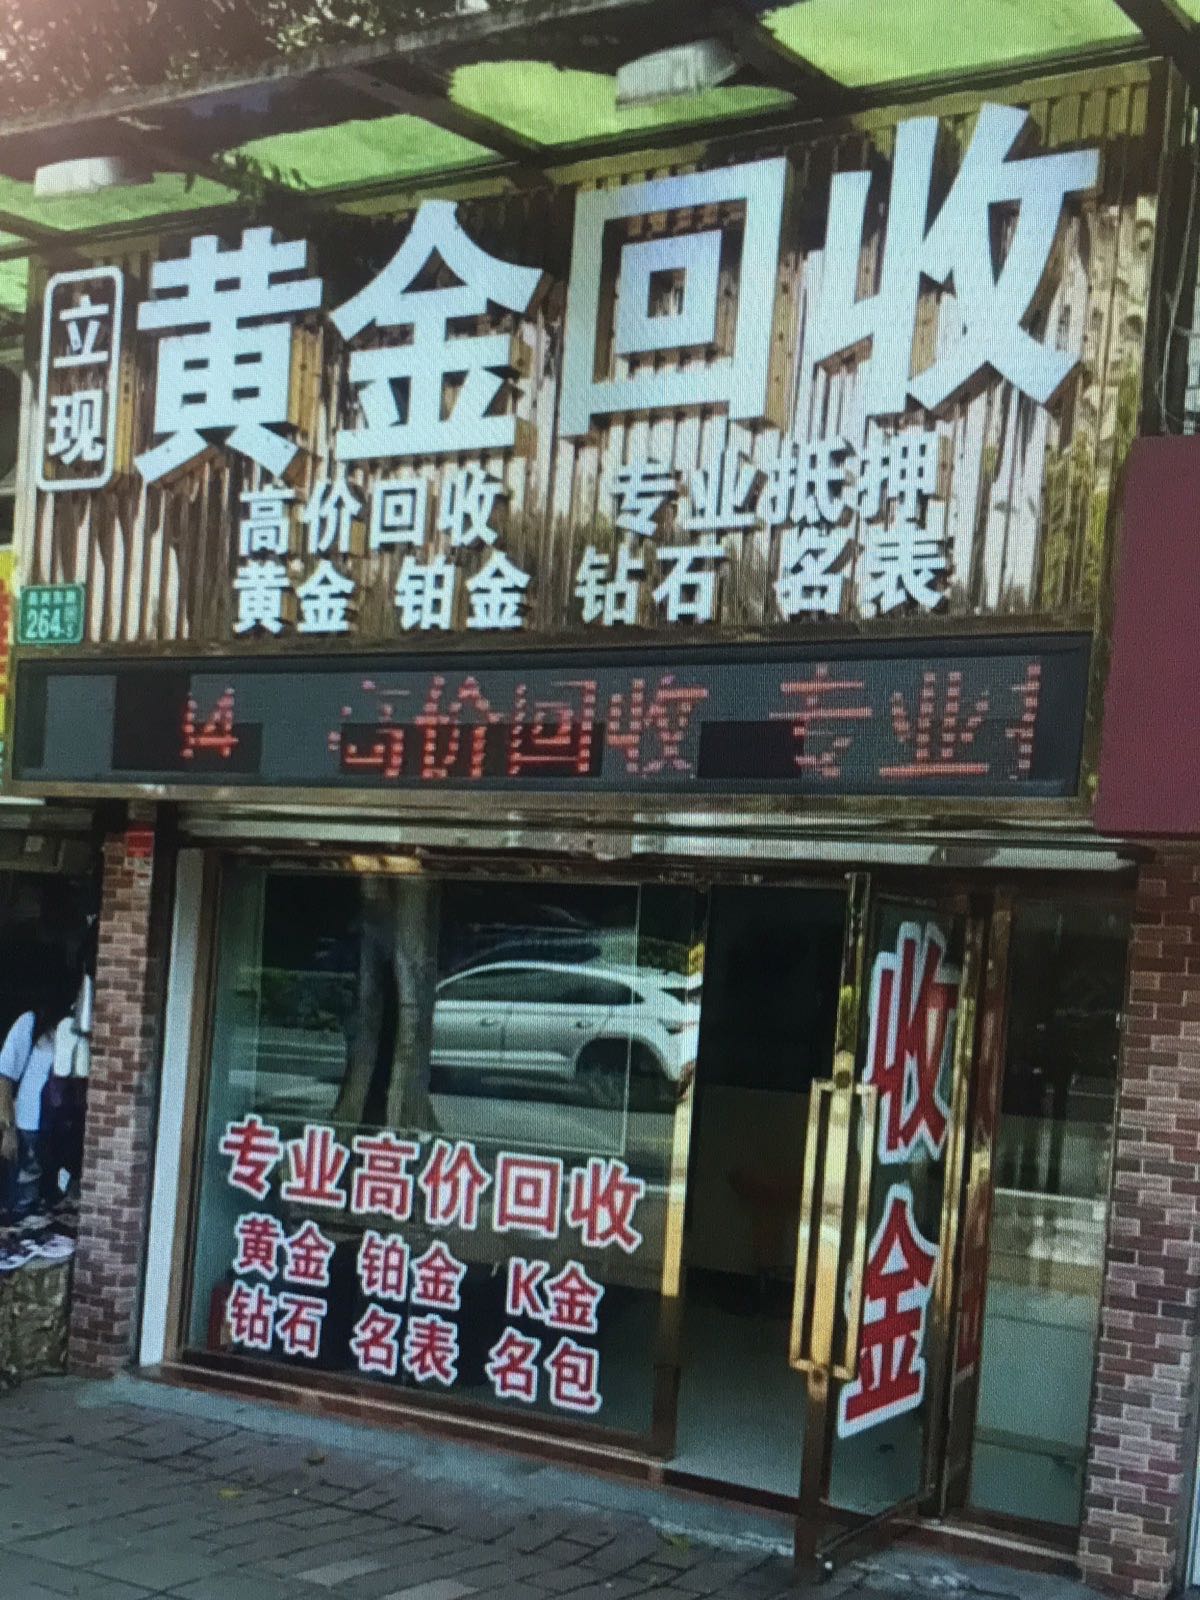 立现
黄金回收
高价回收 专业抵押
黄金 铂金 钻石 名表
264
4 高价回收 专业
收金
专业高价回收
黄金 铂金 K金
钻石 名表 名包